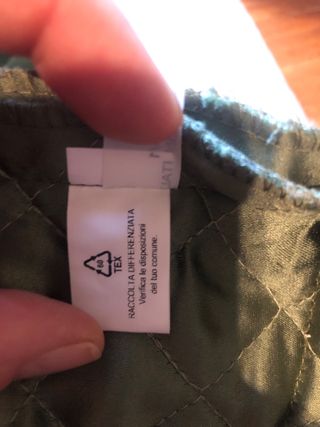 60
TEX
RACCOLTA DIFFERENZIATA
Verifica le disposizioni
del tuo comune.